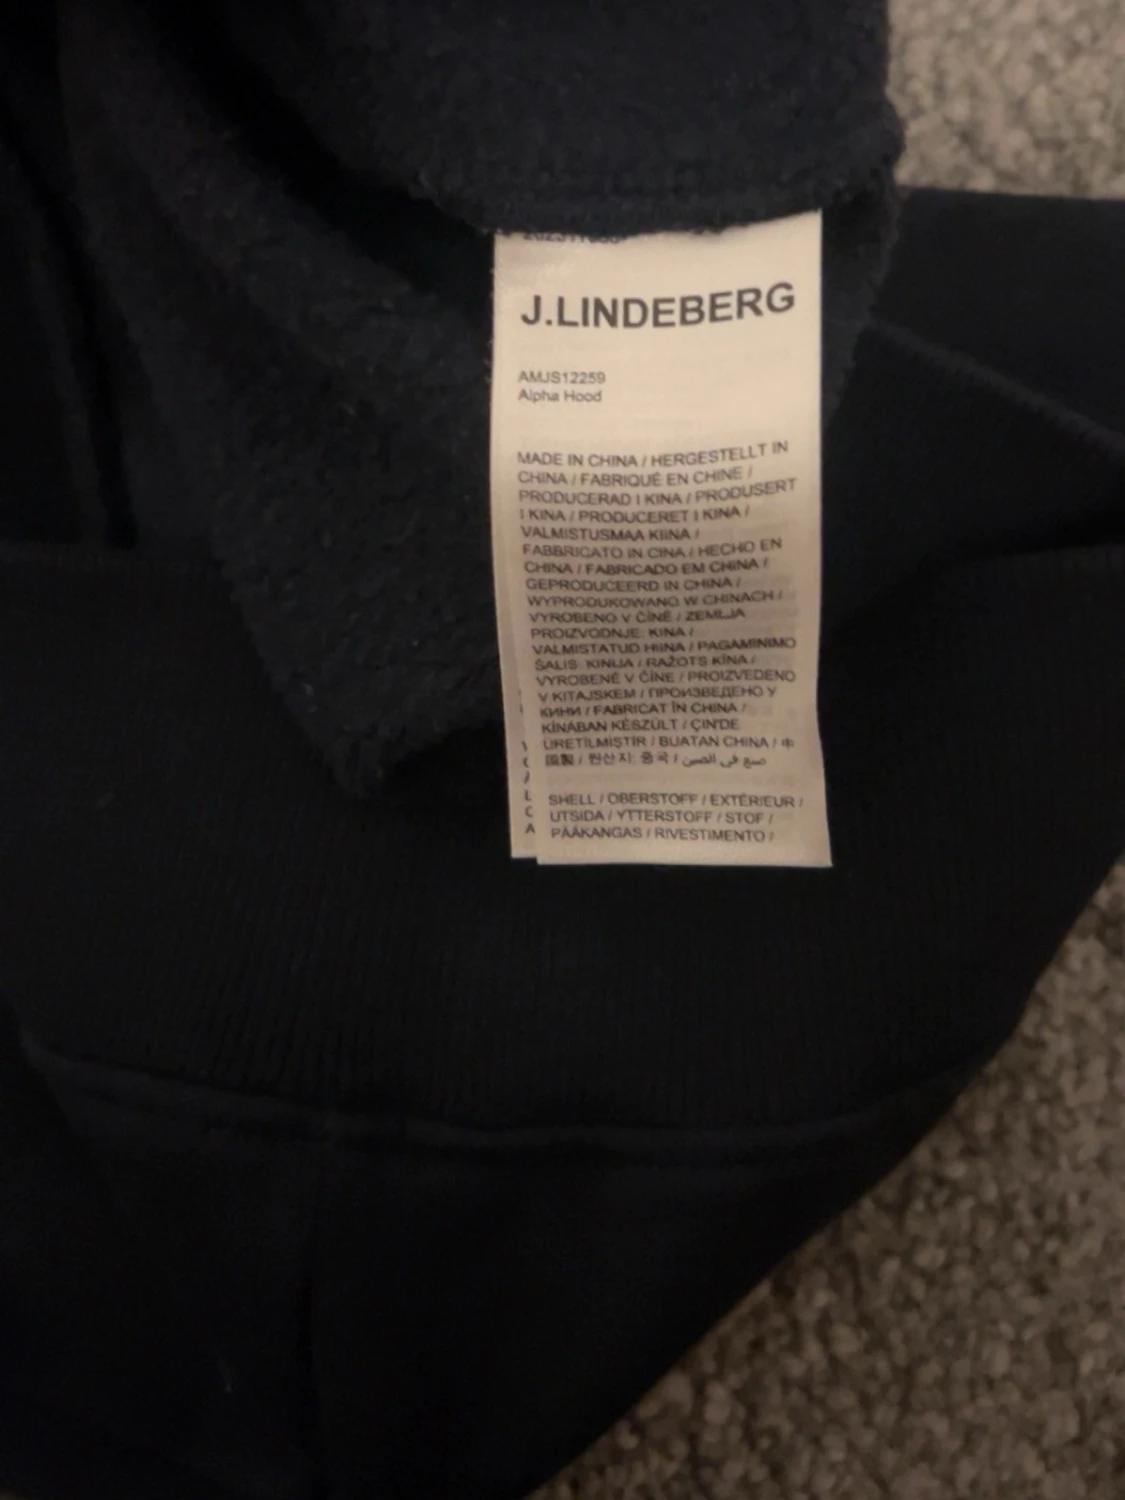 J.LINDEBERG
AMJS12259
Alpha Hood
MADE IN CHINA / HERGESTELLT IN
CHINA / FABRIQUÉ EN CHINE /
PRODUCERAD I KINA / PRODUSERT
I KINA / PRODUCERET I KINA /
VALMISTUSMAA KIINA /
FABBRICATO IN CINA / HECHO EN
CHINA / FABRICADO EM CHINA /
GEPRODUCEERD IN CHINA /
WYPRODUKOWANO W CHINACH /
VYROBENO V ČÍNĚ / ZEMLJA
PROIZVODNJE: KINA /
VALMISTATUD HIINA / PAGAMINIMO
ŠALIS: KINIJA / RAŽOTS ĶĪNA /
VYROBENÉ V ČÍNE / PROIZVEDENO
V KITAJSKEM / ПРОИЗВЕДЕНО У
КИНИ / FABRICAT ÎN CHINA /
KÍNÁBAN KÉSZÜLT / ÇIN'DE
ÜRETİLMİŞTİR / BUATAN CHINA / 中
国製 / 원산지: 중국 / صنع في الصين
SHELL / OBERSTOFF / EXTÉRIEUR /
UTSIDA / YTTERSTOFF / STOF /
PÄÄKANGAS / RIVESTIMENTO /